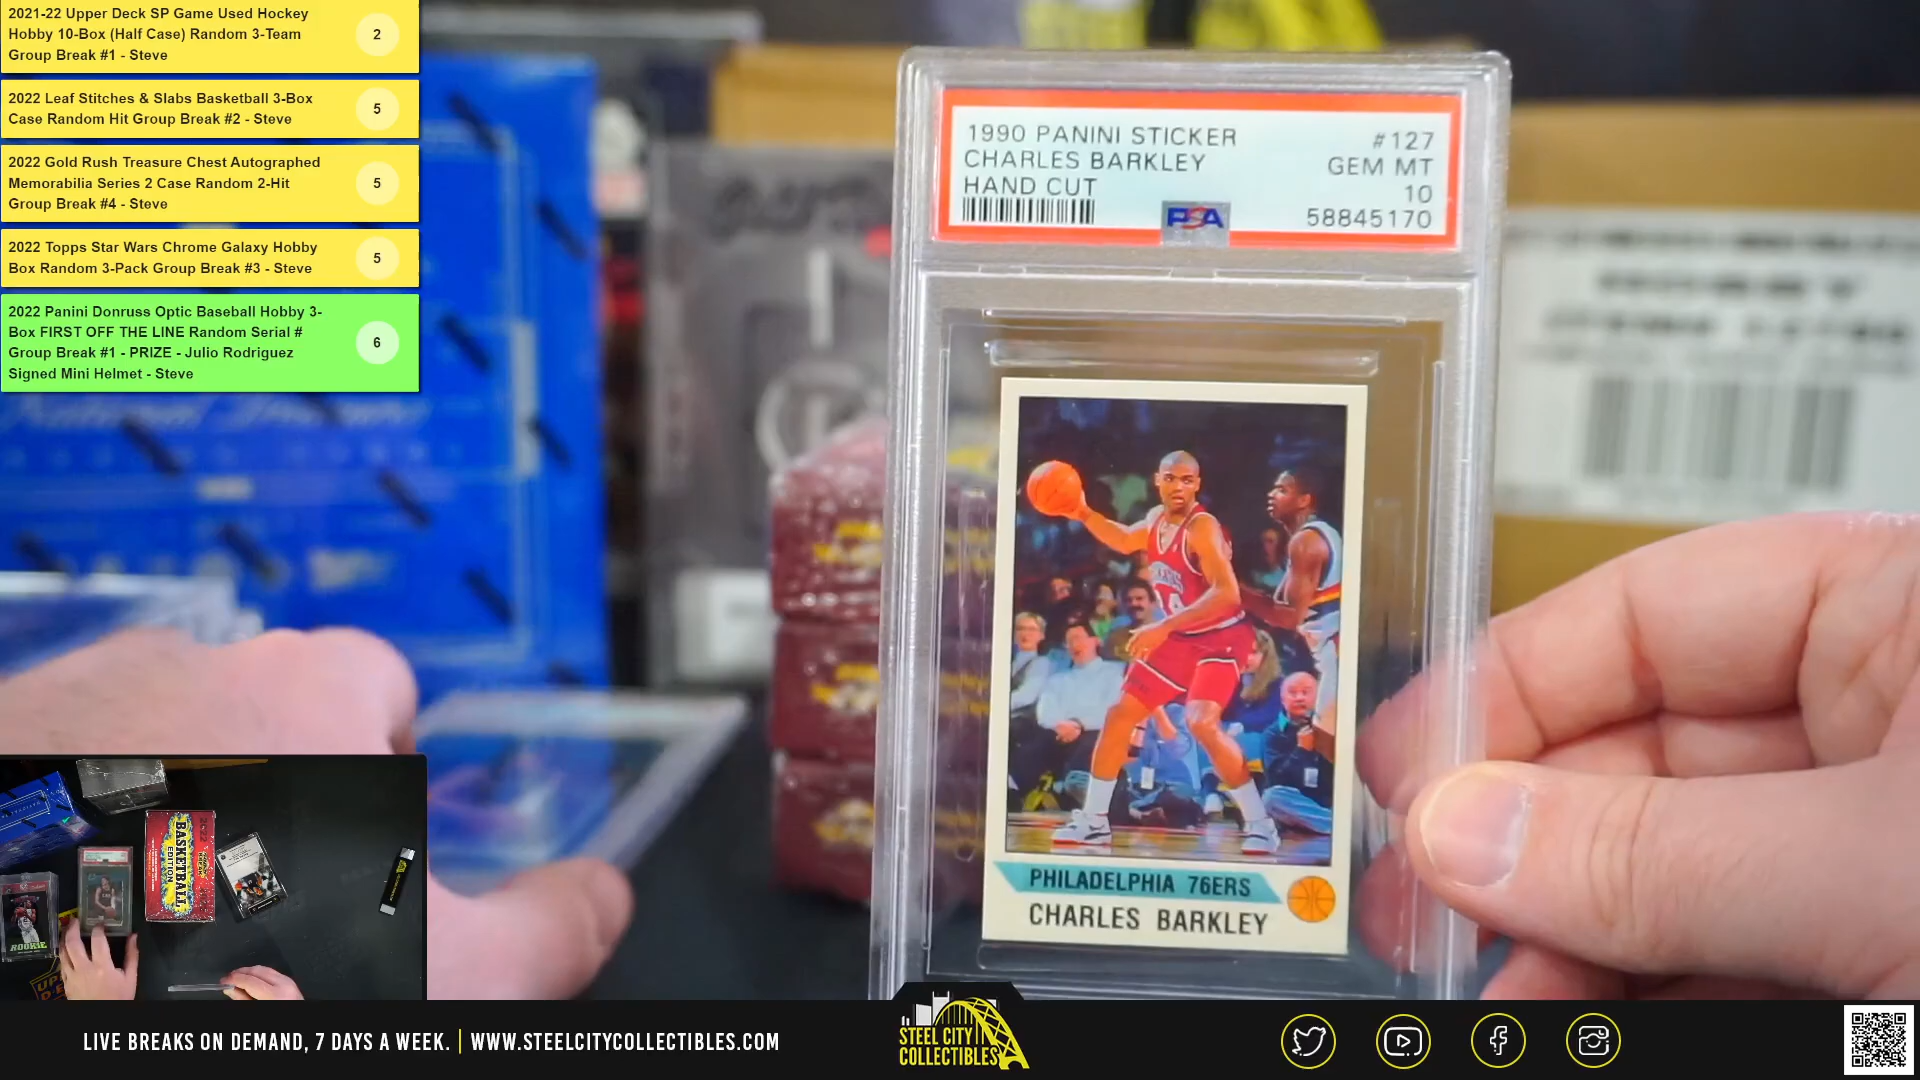 2021-22 Upper Deck SP Game Used Hockey
Hobby 10-Box (Half Case) Random 3-Team
Group Break #1 - Steve
2
2022 Leaf Stitches & Slabs Basketball 3-Box
Case Random Hit Group Break #2 - Steve
5
2022 Gold Rush Treasure Chest Autographed
Memorabilia Series 2 Case Random 2-Hit
Group Break #4 - Steve
5
2022 Topps Star Wars Chrome Galaxy Hobby
Box Random 3-Pack Group Break #3 - Steve
5
2022 Panini Donruss Optic Baseball Hobby 3-
Box FIRST OFF THE LINE Random Serial #
Group Break #1 - PRIZE - Julio Rodriguez
Signed Mini Helmet - Steve
6
1990 PANINI STICKER #127
CHARLES BARKLEY GEM MT
HAND CUT 10
PSA 58845170
PHILADELPHIA 76ERS
CHARLES BARKLEY
BASKETBALL
EDITION
ROOKIE
LIVE BREAKS ON DEMAND, 7 DAYS A WEEK. | WWW.STEELCITYCOLLECTIBLES.COM
STEEL CITY
COLLECTIBLES